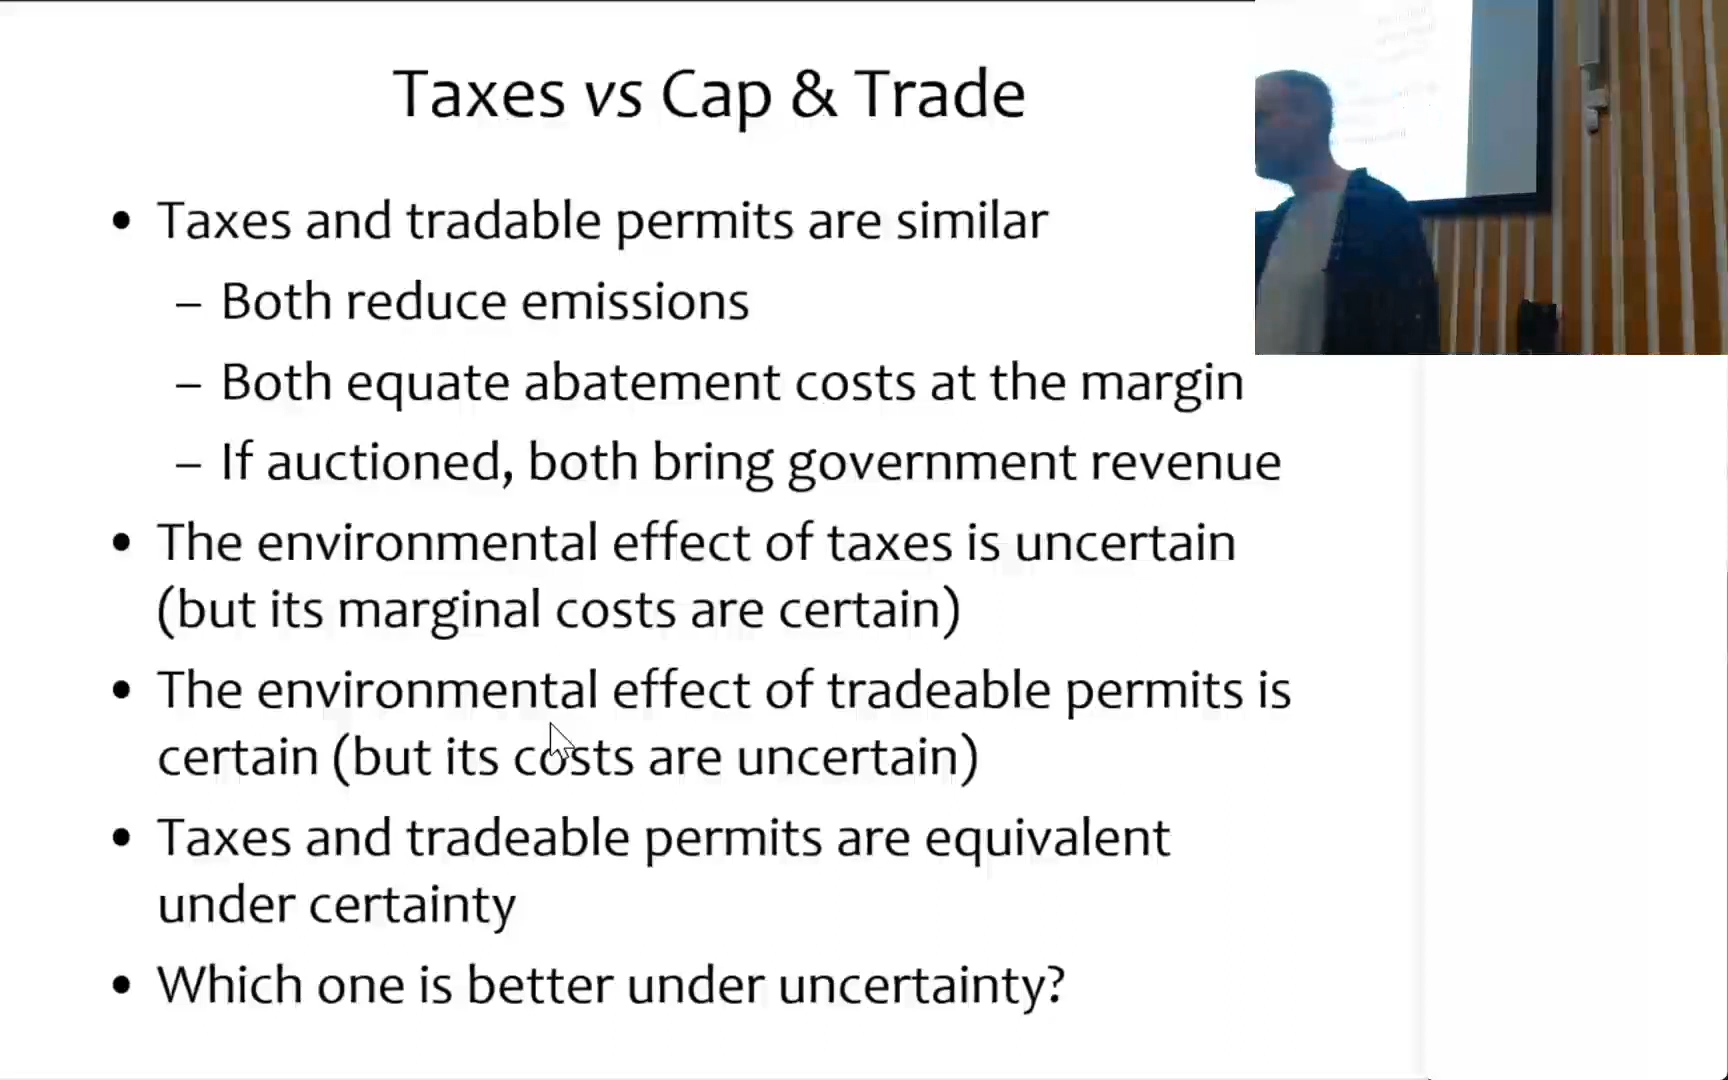 Taxes vs Cap & Trade
• Taxes and tradable permits are similar
– Both reduce emissions
– Both equate abatement costs at the margin
– If auctioned, both bring government revenue
• The environmental effect of taxes is uncertain
(but its marginal costs are certain)
• The environmental effect of tradeable permits is
certain (but its costs are uncertain)
• Taxes and tradeable permits are equivalent
under certainty
• Which one is better under uncertainty?